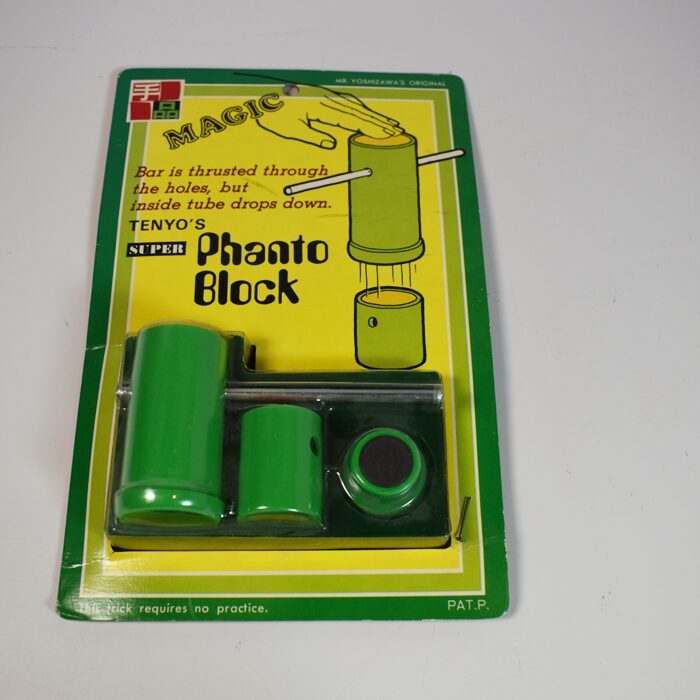 MR. YOSHIZAWA'S ORIGINAL
手品
MAGIC
Bar is thrusted through
the holes, but
inside tube drops down.
TENYO'S
SUPER Phanto
Block
This trick requires no practice.
PAT.P.